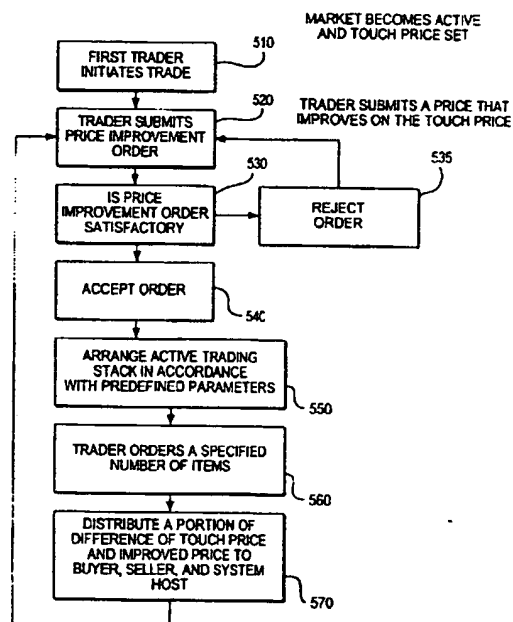 MARKET BECOMES ACTIVE
AND TOUCH PRICE SET
FIRST TRADER
INITIATES TRADE
510
TRADER SUBMITS
PRICE IMPROVEMENT
ORDER
520
TRADER SUBMITS A PRICE THAT
IMPROVES ON THE TOUCH PRICE
IS PRICE
IMPROVEMENT ORDER
SATISFACTORY
530
REJECT
ORDER
535
ACCEPT ORDER
540
ARRANGE ACTIVE TRADING
STACK IN ACCORDANCE
WITH PREDEFINED PARAMETERS
550
TRADER ORDERS A SPECIFIED
NUMBER OF ITEMS
560
DISTRIBUTE A PORTION OF
DIFFERENCE OF TOUCH PRICE
AND IMPROVED PRICE TO
BUYER, SELLER, AND SYSTEM
HOST
570